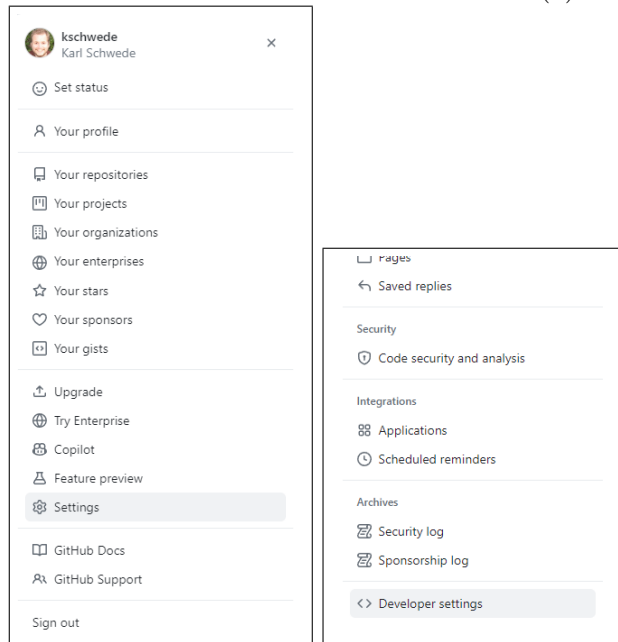 kschwede
Karl Schwede
Set status
Your profile
Your repositories
Your projects
Your organizations
Your enterprises
Your stars
Your sponsors
Your gists
Upgrade
Try Enterprise
Copilot
Feature preview
Settings
GitHub Docs
GitHub Support
Sign out
Pages
Saved replies
Security
Code security and analysis
Integrations
Applications
Scheduled reminders
Archives
Security log
Sponsorship log
Developer settings